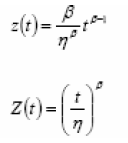 z(t) = β/η^β t^(β-1)
Z(t) = (t/η)^β